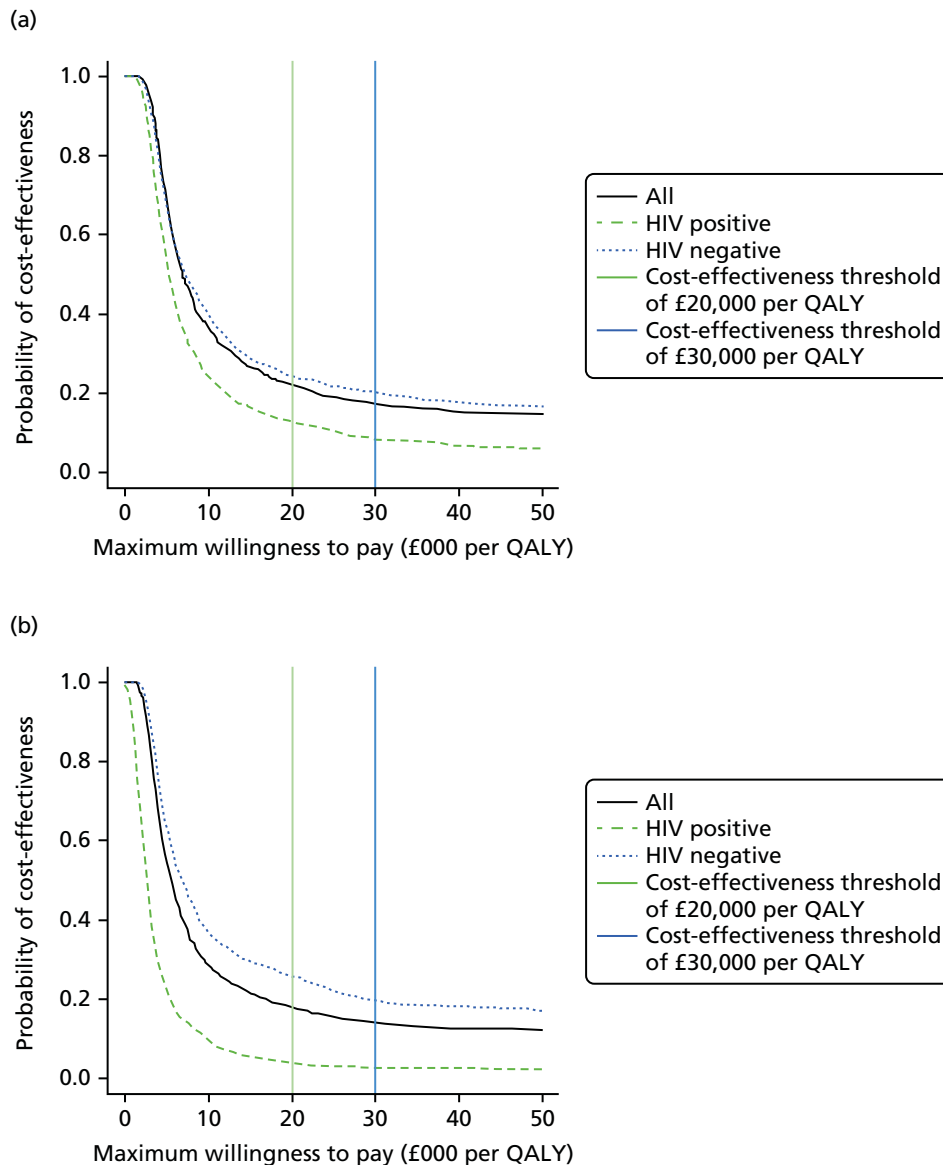 (a)
1.0
0.8
0.6
0.4
0.2
0.0
Probability of cost-effectiveness
0 10 20 30 40 50
Maximum willingness to pay (£000 per QALY)
All
HIV positive
HIV negative
Cost-effectiveness threshold
of £20,000 per QALY
Cost-effectiveness threshold
of £30,000 per QALY
(b)
1.0
0.8
0.6
0.4
0.2
0.0
Probability of cost-effectiveness
0 10 20 30 40 50
Maximum willingness to pay (£000 per QALY)
All
HIV positive
HIV negative
Cost-effectiveness threshold
of £20,000 per QALY
Cost-effectiveness threshold
of £30,000 per QALY